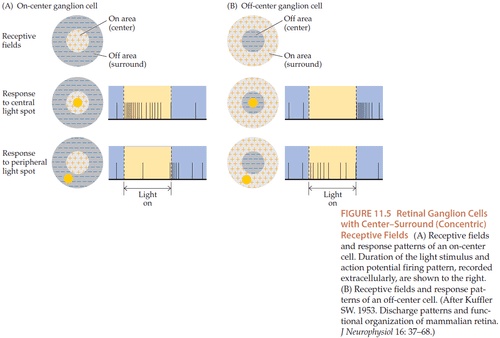 (A) On-center ganglion cell
Receptive
fields
On area
(center)
Off area
(surround)
Response
to central
light spot
Response
to peripheral
light spot
Light
on
(B) Off-center ganglion cell
Off area
(center)
On area
(surround)
Light
on
FIGURE 11.5 Retinal Ganglion Cells
with Center–Surround (Concentric)
Receptive Fields (A) Receptive fields
and response patterns of an on-center
cell. Duration of the light stimulus and
action potential firing pattern, recorded
extracellularly, are shown to the right.
(B) Receptive fields and response pat-
terns of an off-center cell. (After Kuffler
SW. 1953. Discharge patterns and func-
tional organization of mammalian retina.
J Neurophysiol 16: 37–68.)